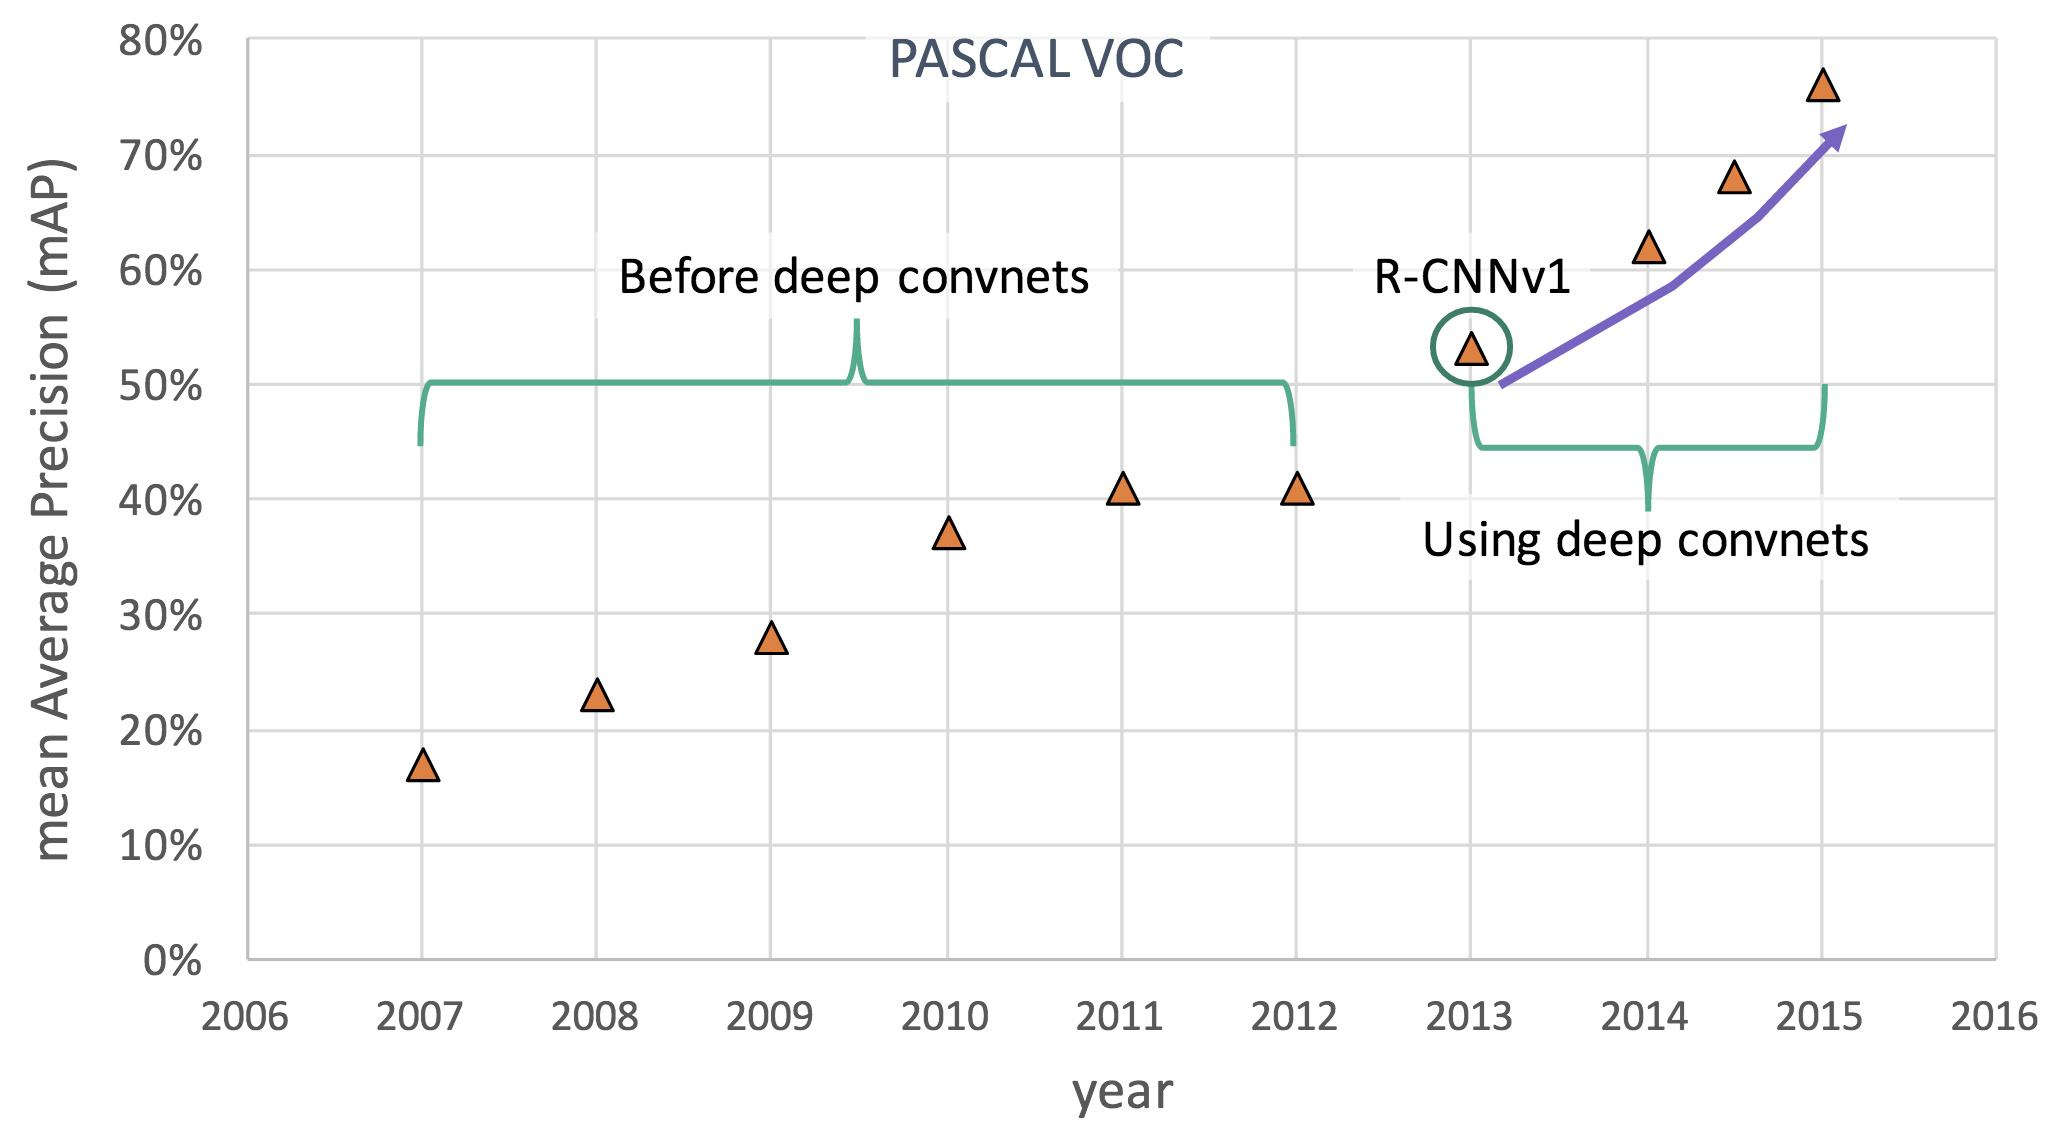 PASCAL VOC
80%
70%
60%
50%
40%
30%
20%
10%
0%
mean Average Precision (mAP)
Before deep convnets
R-CNNv1
Using deep convnets
2006 2007 2008 2009 2010 2011 2012 2013 2014 2015 2016
year